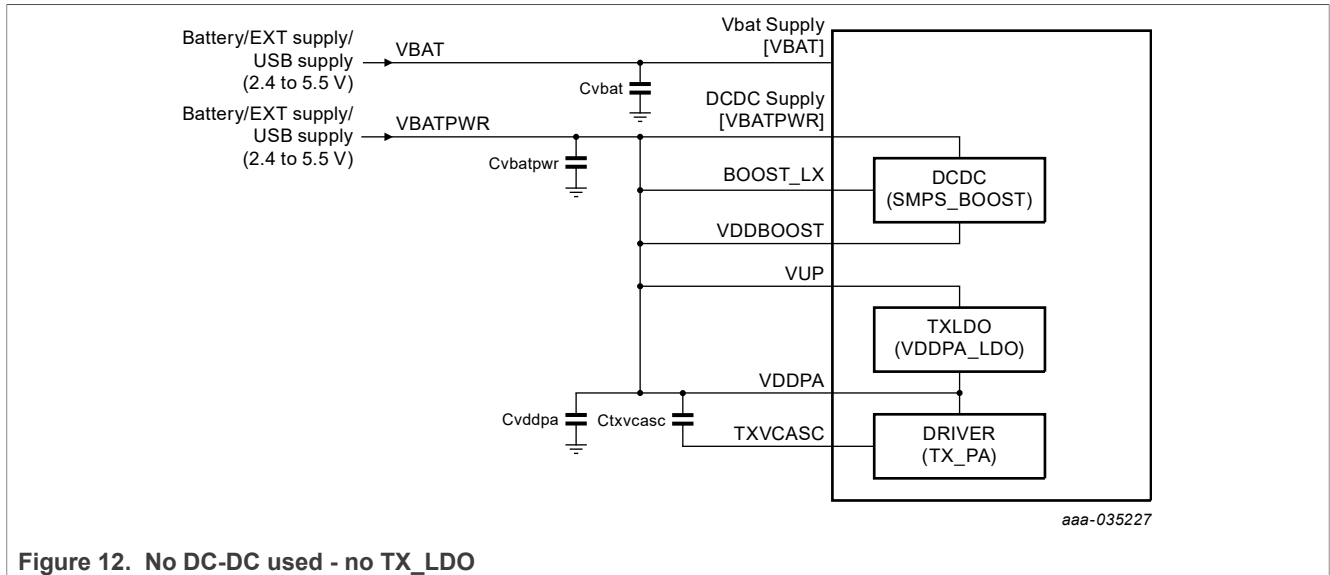 Battery/EXT supply/
USB supply
(2.4 to 5.5 V)
VBAT
Vbat Supply
[VBAT]
Cvbat
Battery/EXT supply/
USB supply
(2.4 to 5.5 V)
VBATPWR
DCDC Supply
[VBATPWR]
Cvbatpwr
BOOST_LX
DCDC
(SMPS_BOOST)
VDDBOOST
VUP
TXLDO
(VDDPA_LDO)
VDDPA
Cvddpa
Ctxvcasc
TXVCASC
DRIVER
(TX_PA)
aaa-035227
Figure 12. No DC-DC used - no TX_LDO